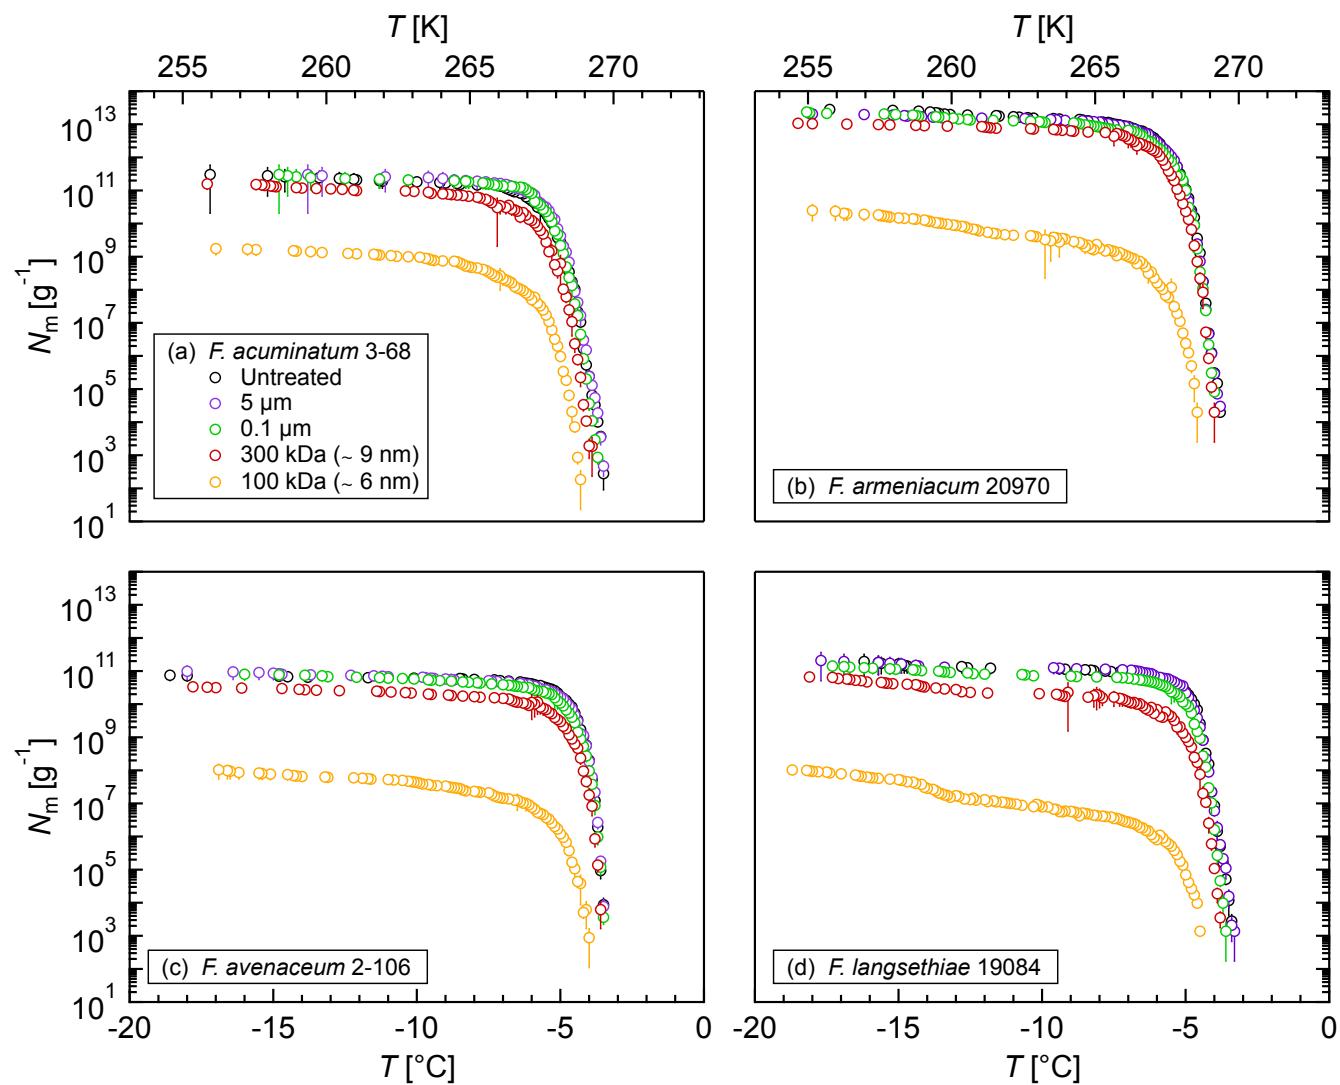 T [K]
T [K]
255 260 265 270
255 260 265 270
10^13
10^11
10^9
10^7
10^5
10^3
10^1
N_m [g^-1]
(a) F. acuminatum 3-68
Untreated
5 µm
0.1 µm
300 kDa (~ 9 nm)
100 kDa (~ 6 nm)
(b) F. armeniacum 20970
10^13
10^11
10^9
10^7
10^5
10^3
10^1
N_m [g^-1]
(c) F. avenaceum 2-106
(d) F. langsethiae 19084
-20 -15 -10 -5 0
-20 -15 -10 -5 0
T [°C]
T [°C]